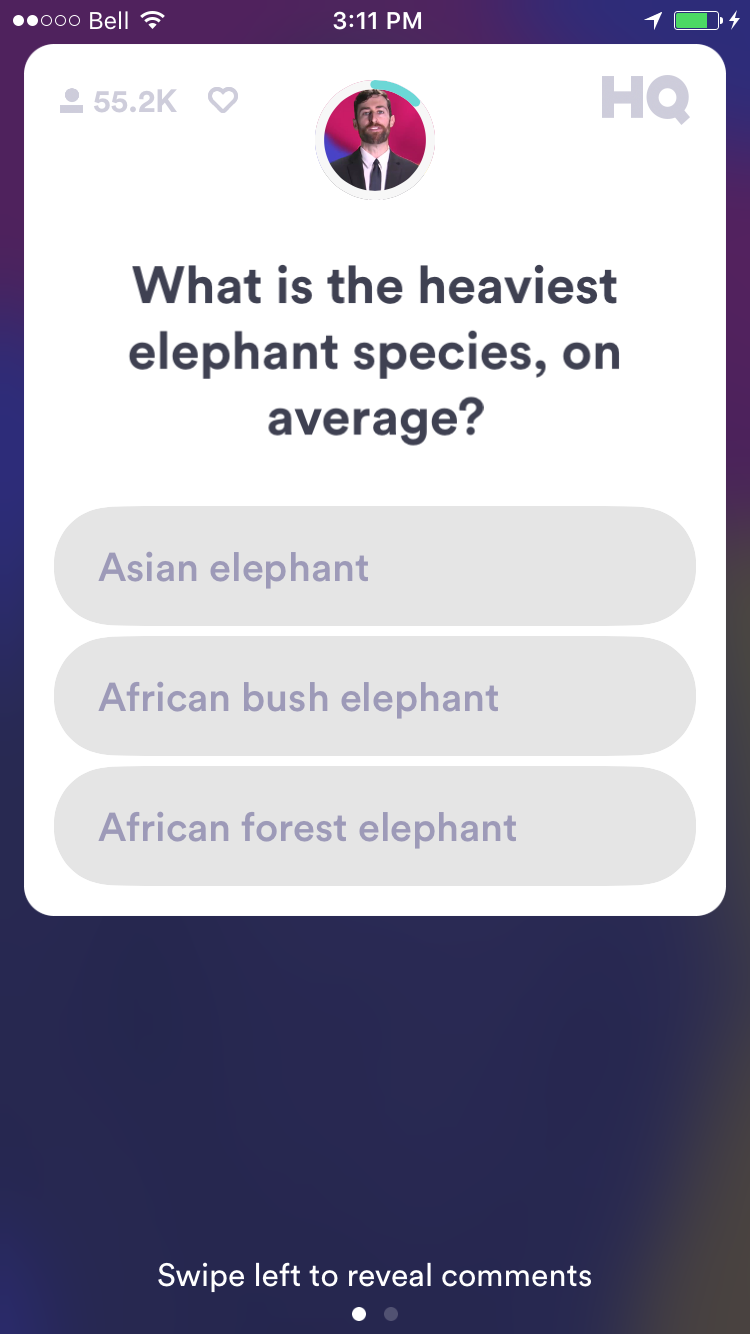 Bell 3:11 PM
55.2K HQ
What is the heaviest
elephant species, on
average?
Asian elephant
African bush elephant
African forest elephant
Swipe left to reveal comments